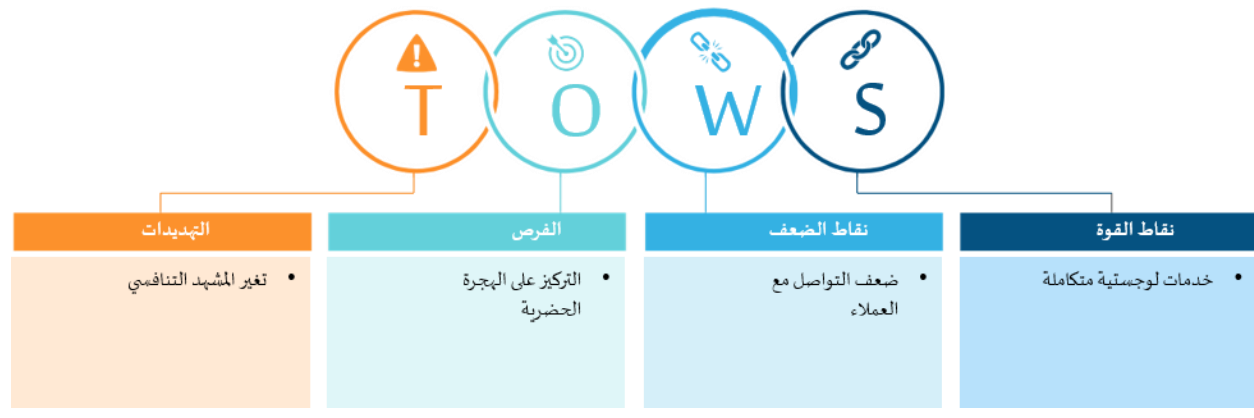 S
W
O
T
نقاط القوة
خدمات لوجستية متكاملة
نقاط الضعف
ضعف التواصل مع
العملاء
الفرص
التركيز على الهجرة
الحضرية
التهديدات
تغير المشهد التنافسي